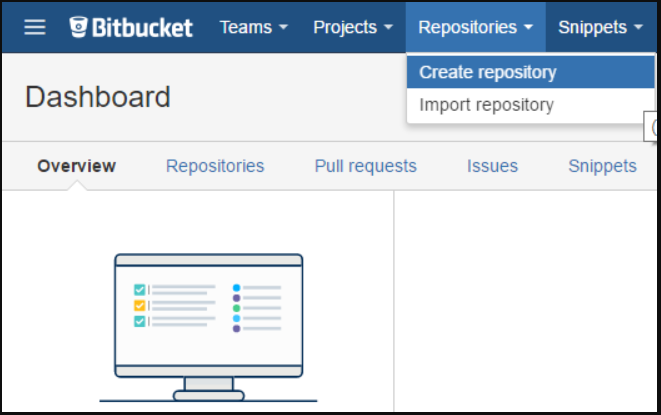 Bitbucket Teams Projects Repositories Snippets
Create repository
Import repository
Dashboard
Overview Repositories Pull requests Issues Snippets